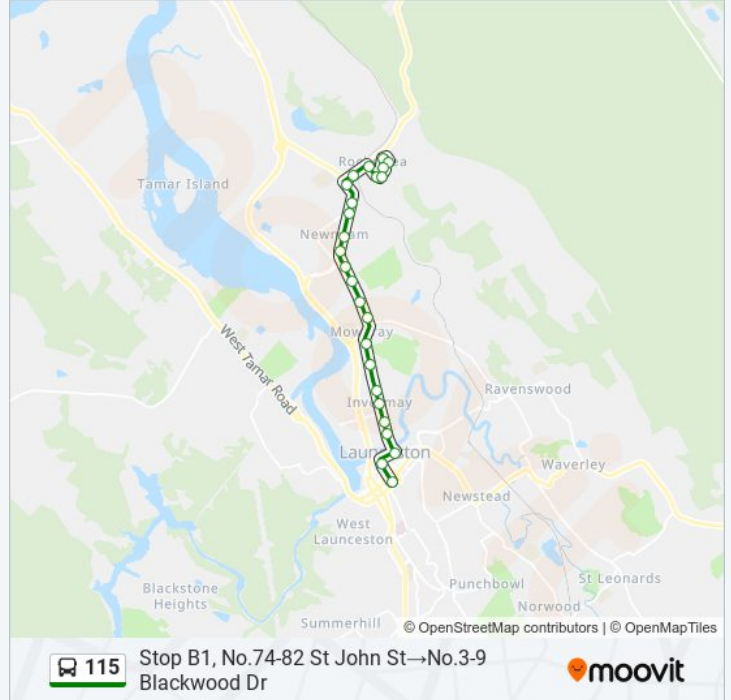 Rocherlea
Tamar Island
Newnham
Mowbray
West Tamar Road
Ravenswood
Invermay
Launceston
Waverley
Newstead
West
Launceston
Punchbowl
St Leonards
Blackstone
Heights
Norwood
Summerhill
© OpenStreetMap contributors | © OpenMapTiles
115
Stop B1, No.74-82 St John St→No.3-9
Blackwood Dr
moovit